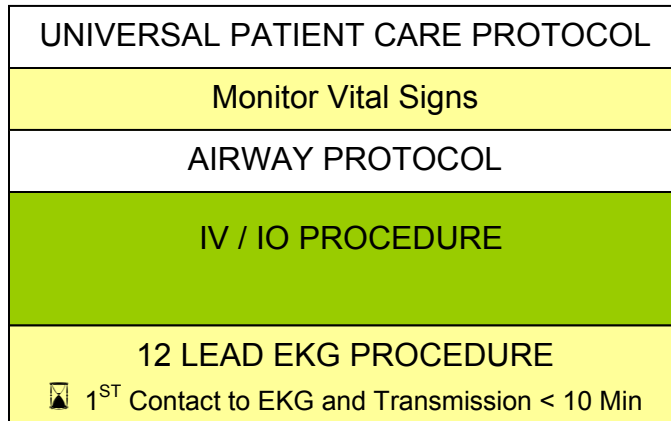 UNIVERSAL PATIENT CARE PROTOCOL
Monitor Vital Signs
AIRWAY PROTOCOL
IV / IO PROCEDURE
12 LEAD EKG PROCEDURE
1ST Contact to EKG and Transmission < 10 Min